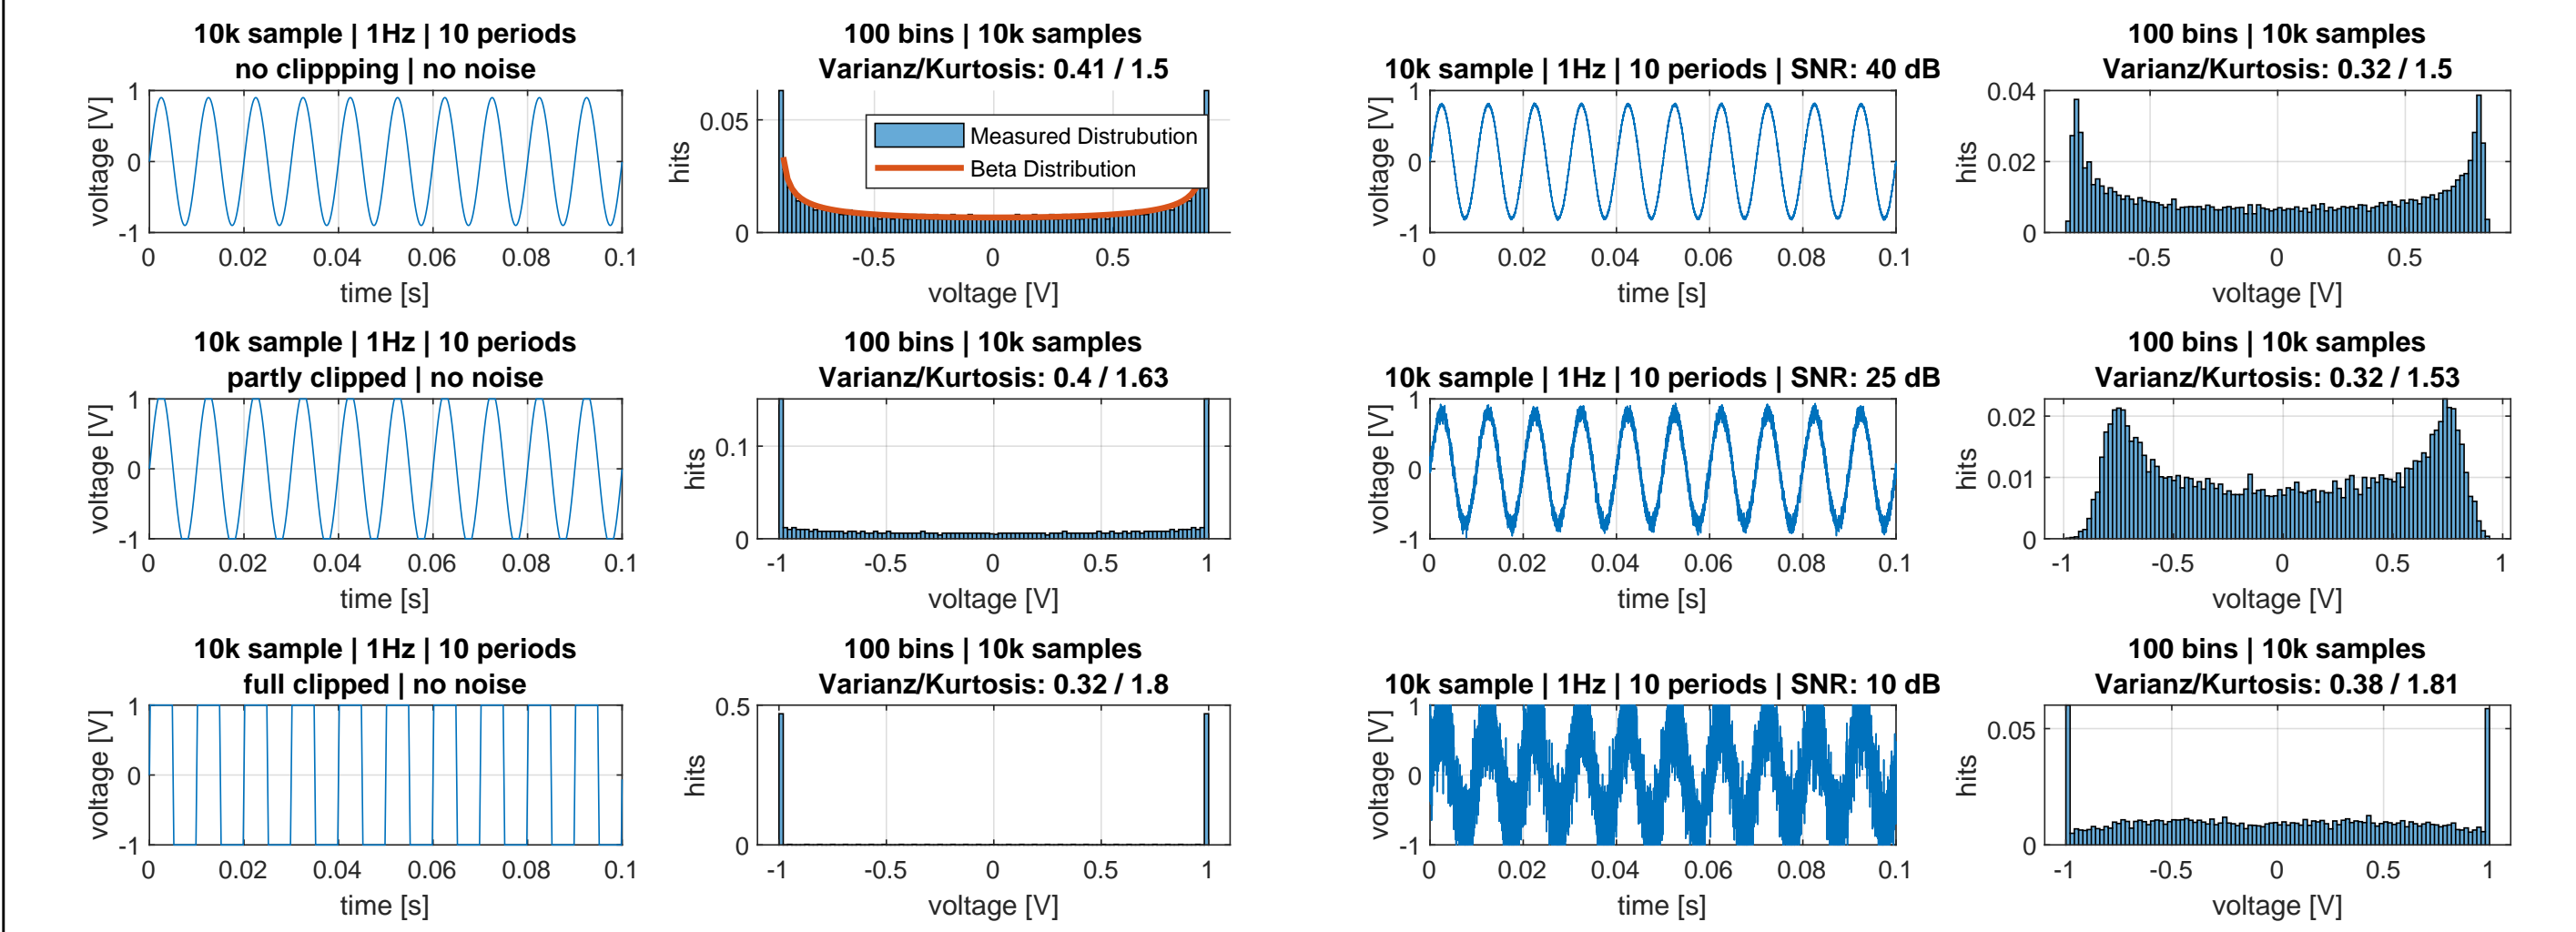 10k sample | 1Hz | 10 periods
no clippping | no noise
voltage [V]
1
0
-1
0 0.02 0.04 0.06 0.08 0.1
time [s]
100 bins | 10k samples
Varianz/Kurtosis: 0.41 / 1.5
hits
0.05
0
Measured Distrubution
Beta Distribution
-0.5 0 0.5
voltage [V]
10k sample | 1Hz | 10 periods | SNR: 40 dB
voltage [V]
1
0
-1
0 0.02 0.04 0.06 0.08 0.1
time [s]
100 bins | 10k samples
Varianz/Kurtosis: 0.32 / 1.5
hits
0.04
0.02
0
-0.5 0 0.5
voltage [V]
10k sample | 1Hz | 10 periods
partly clipped | no noise
voltage [V]
1
0
-1
0 0.02 0.04 0.06 0.08 0.1
time [s]
100 bins | 10k samples
Varianz/Kurtosis: 0.4 / 1.63
hits
0.1
0
-1 -0.5 0 0.5 1
voltage [V]
10k sample | 1Hz | 10 periods | SNR: 25 dB
voltage [V]
1
0
-1
0 0.02 0.04 0.06 0.08 0.1
time [s]
100 bins | 10k samples
Varianz/Kurtosis: 0.32 / 1.53
hits
0.02
0.01
0
-1 -0.5 0 0.5 1
voltage [V]
10k sample | 1Hz | 10 periods
full clipped | no noise
voltage [V]
1
0
-1
0 0.02 0.04 0.06 0.08 0.1
time [s]
100 bins | 10k samples
Varianz/Kurtosis: 0.32 / 1.8
hits
0.5
0
-1 -0.5 0 0.5 1
voltage [V]
10k sample | 1Hz | 10 periods | SNR: 10 dB
voltage [V]
1
0
-1
0 0.02 0.04 0.06 0.08 0.1
time [s]
100 bins | 10k samples
Varianz/Kurtosis: 0.38 / 1.81
hits
0.05
0
-1 -0.5 0 0.5 1
voltage [V]